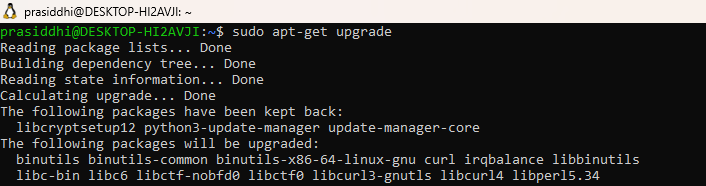 prasiddhi@DESKTOP-HI2AVJI: ~
prasiddhi@DESKTOP-HI2AVJI:~$ sudo apt-get upgrade
Reading package lists... Done
Building dependency tree... Done
Reading state information... Done
Calculating upgrade... Done
The following packages have been kept back:
  libcryptsetup12 python3-update-manager update-manager-core
The following packages will be upgraded:
  binutils binutils-common binutils-x86-64-linux-gnu curl irqbalance libbinutils
  libc-bin libc6 libctf-nobfd0 libctf0 libcurl3-gnutls libcurl4 libperl5.34